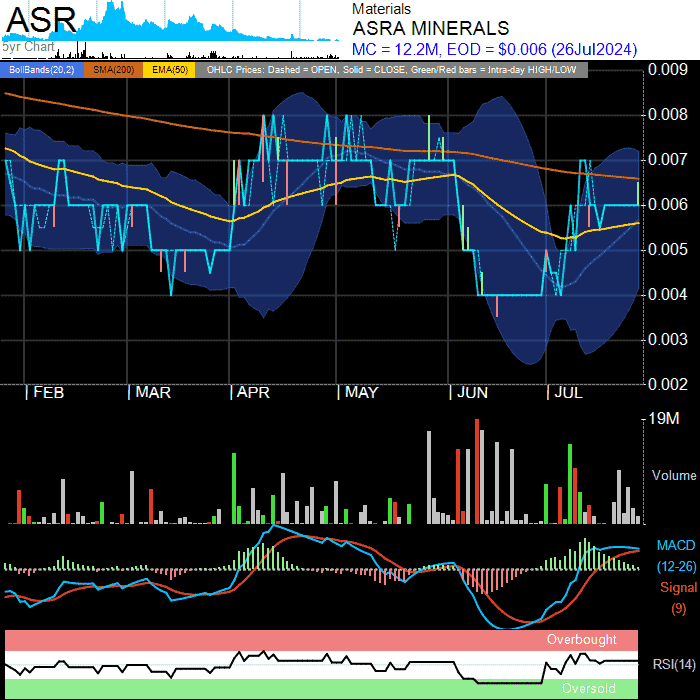 ASR
5yr Chart
Materials
ASRA MINERALS
MC = 12.2M, EOD = $0.006 (26Jul2024)
BollBands(20,2) SMA(200) EMA(50) OHLC Prices: Dashed = OPEN, Solid = CLOSE, Green/Red bars = Intra-day HIGH/LOW
0.009
0.008
0.007
0.006
0.005
0.004
0.003
0.002
FEB MAR APR MAY JUN JUL
19M
Volume
MACD
(12-26)
Signal
(9)
Overbought
RSI(14)
Oversold